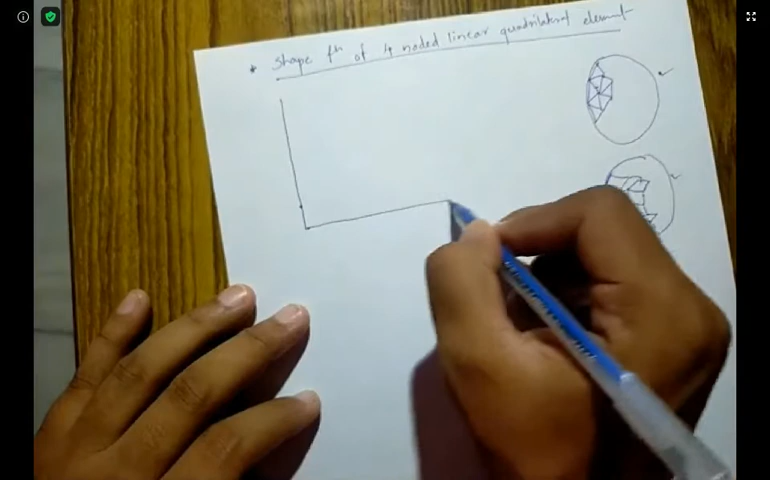 * Shape fⁿ of 4 noded linear quadrilateral element